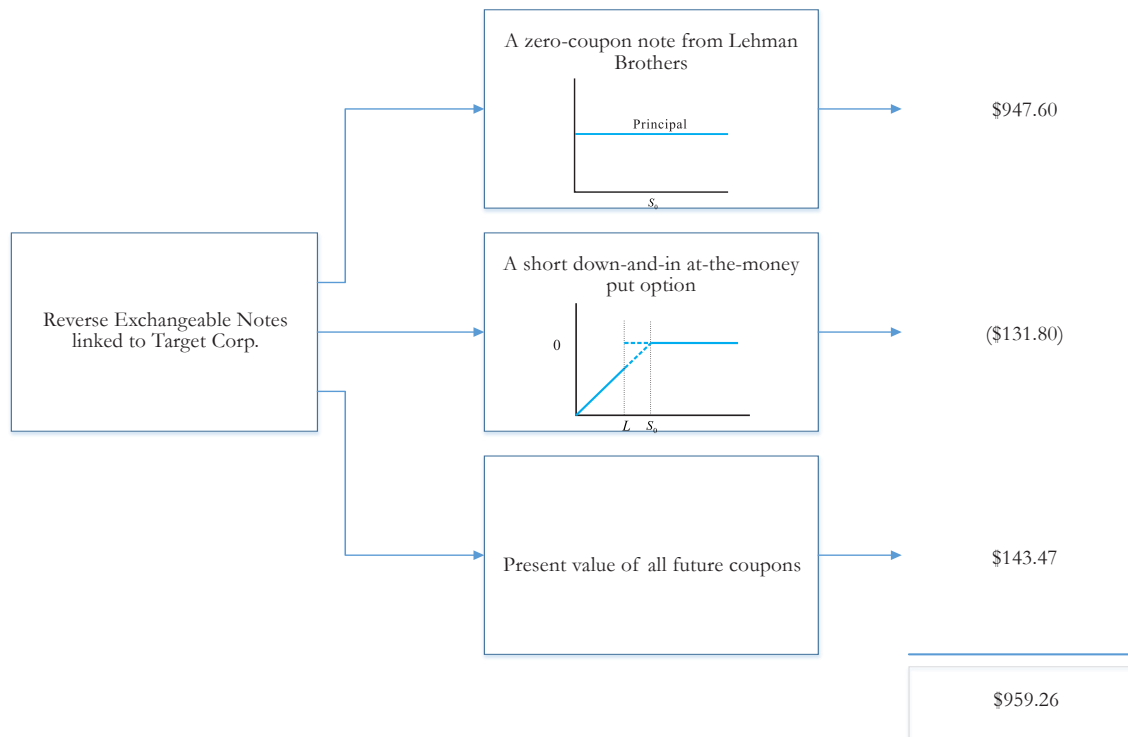 A zero-coupon note from Lehman
Brothers
Principal
S₀
$947.60
Reverse Exchangeable Notes
linked to Target Corp.
A short down-and-in at-the-money
put option
0
L S₀
($131.80)
Present value of all future coupons
$143.47
$959.26